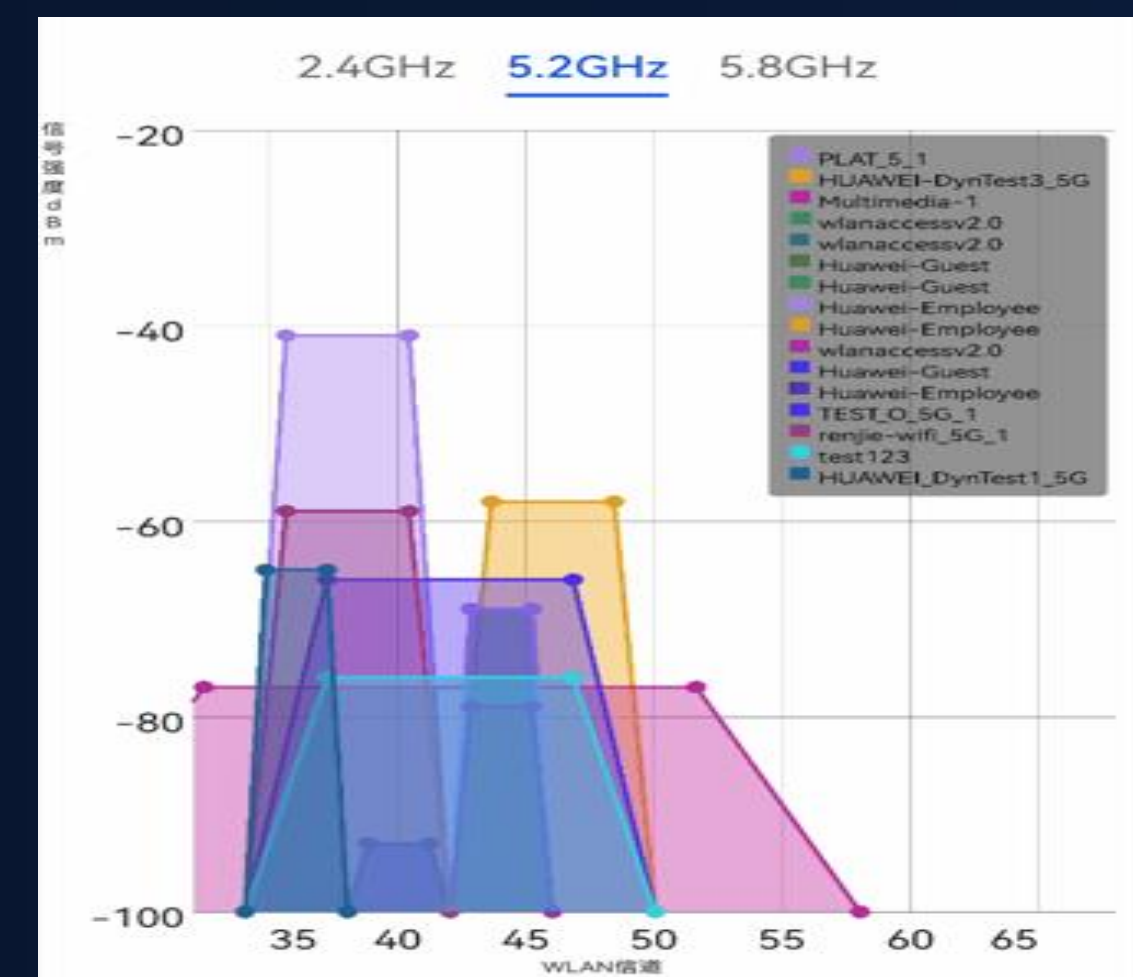 2.4GHz 5.2GHz 5.8GHz
信号强度dBm
-20
-40
-60
-80
-100
PLAT_5_1
HUAWEI-DynTest3_5G
Multimedia-1
wlanaccessv2.0
wlanaccessv2.0
Huawei-Guest
Huawei-Guest
Huawei-Employee
Huawei-Employee
wlanaccessv2.0
Huawei-Guest
Huawei-Employee
TEST_O_5G_1
renjie-wifi_5G_1
test123
HUAWEI_DynTest1_5G
35 40 45 50 55 60 65
WLAN信道